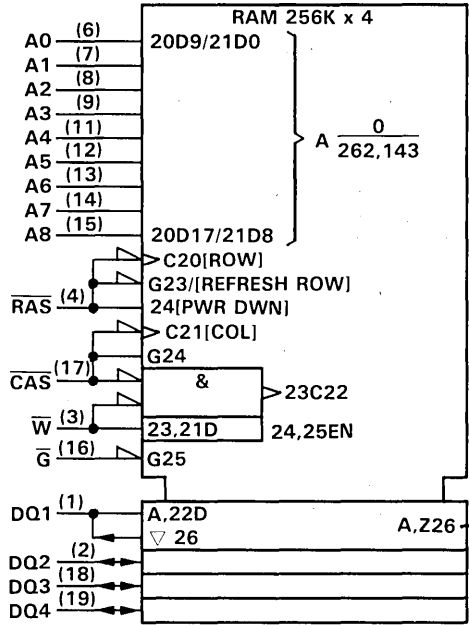 RAM 256K x 4
A0 (6) 20D9/21D0
A1 (7)
A2 (8)
A3 (9)
A4 (11)
A5 (12)
A6 (13)
A7 (14)
A8 (15) 20D17/21D8
A 0
262,143
C20[ROW]
G23/[REFRESH ROW]
RAS (4) 24[PWR DWN]
C21[COL]
G24
CAS (17) & 23C22
W (3) 23,21D 24,25EN
G (16) G25
DQ1 (1) A,22D
▽ 26 A,Z26
DQ2 (2)
DQ3 (18)
DQ4 (19)